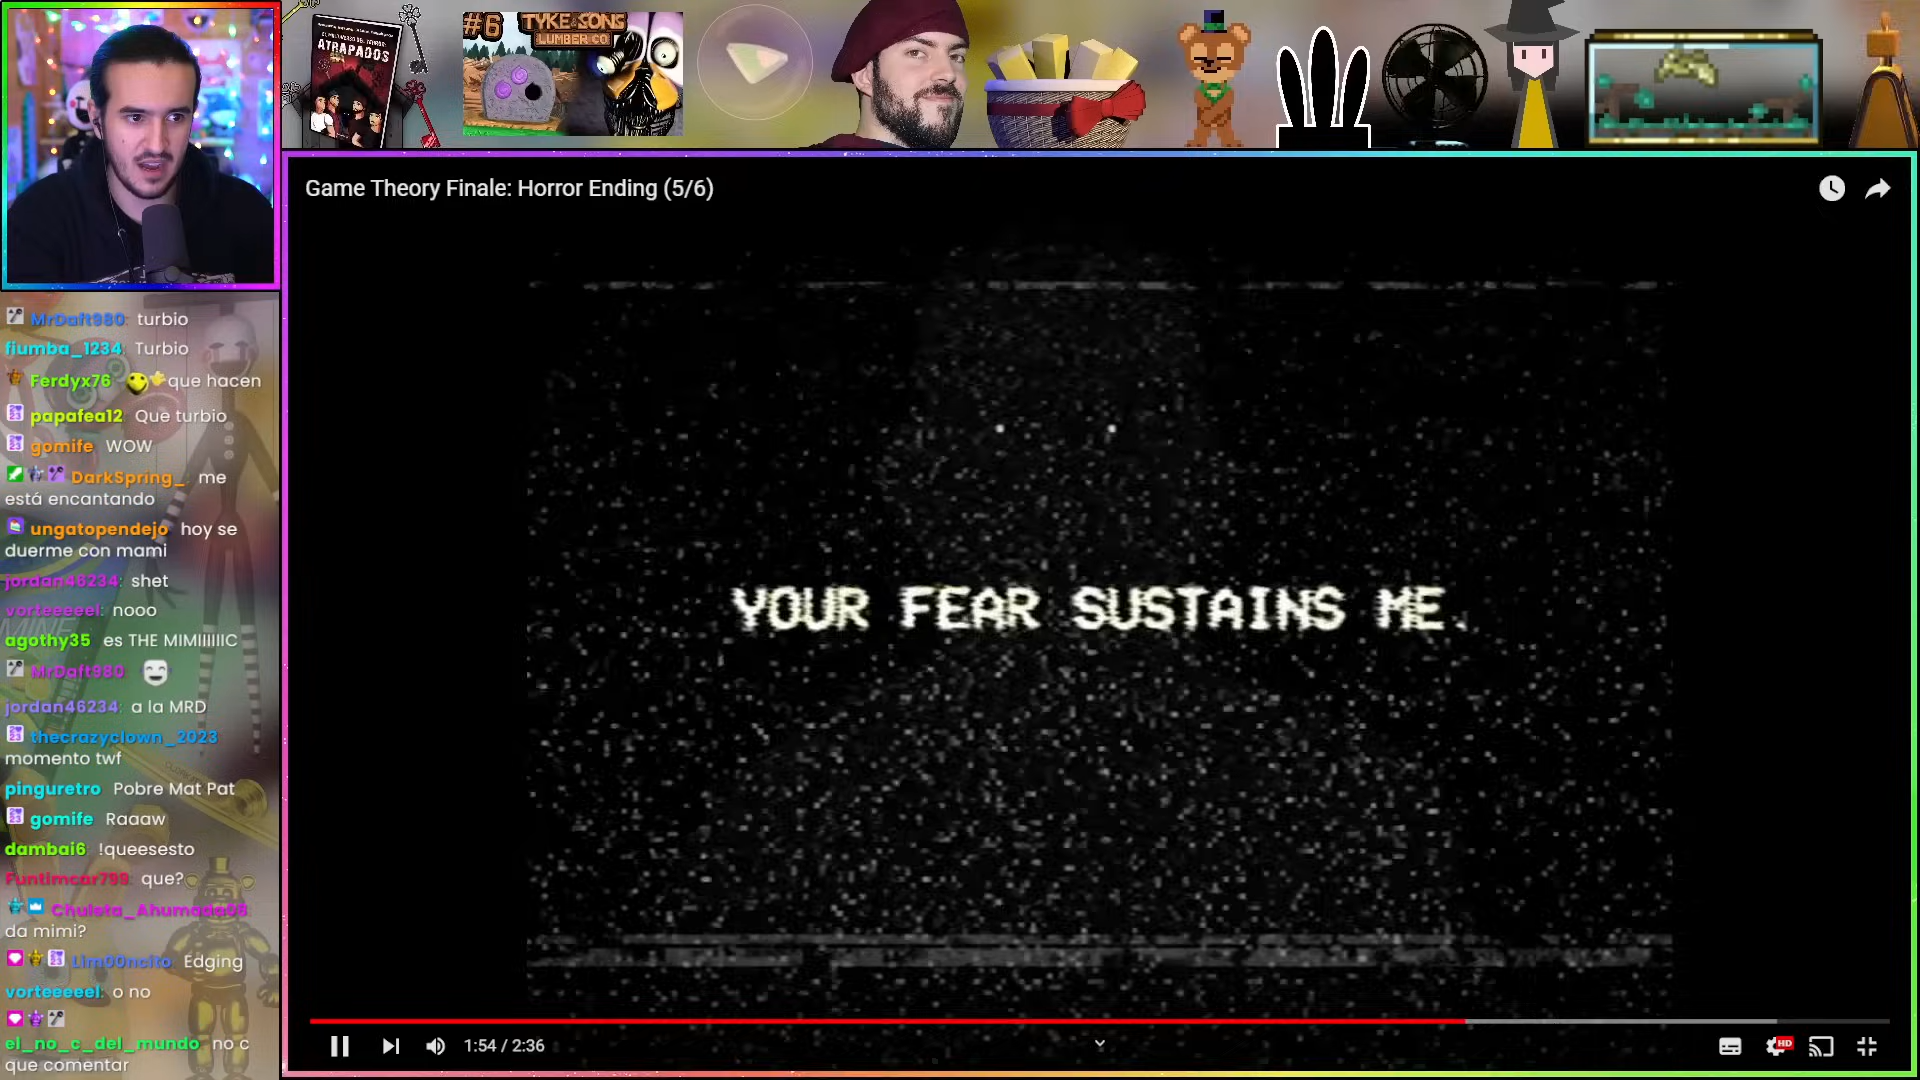 ATRAPADOS
#6 TYKE & SONS
LUMBER CO
Game Theory Finale: Horror Ending (5/6)
YOUR FEAR SUSTAINS ME.
1:54 / 2:36
HD
MrDaft980: turbio
fiumba_1234: Turbio
Ferdyx76 que hacen
papafea12 Que turbio
gomife WOW
DarkSpring_: me
está encantando
ungatopendejo hoy se
duerme con mami
jordan46234: shet
vorteeeeel: nooo
agothy35 es THE MIMIIIIIIC
MrDaft980
jordan46234: a la MRD
thecrazyclown_2023
momento twf
pinguretro Pobre Mat Pat
gomife Raaaw
dambai6 !queesesto
Funtimcar799 que?
Chuleta_Ahumada58
da mimi?
Lim00ncito: Edging
vorteeeeel: o no
el_no_c_del_mundo no c
que comentar